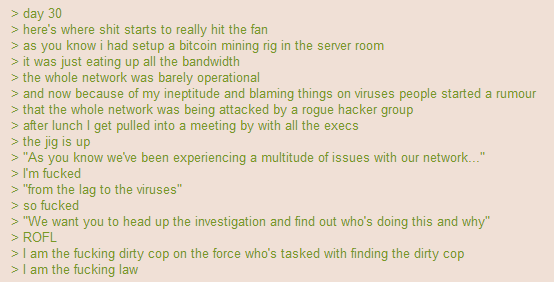 > day 30
> here's where shit starts to really hit the fan
> as you know i had setup a bitcoin mining rig in the server room
> it was just eating up all the bandwidth
> the whole network was barely operational
> and now because of my ineptitude and blaming things on viruses people started a rumour
> that the whole network was being attacked by a rogue hacker group
> after lunch I get pulled into a meeting by with all the execs
> the jig is up
> "As you know we've been experiencing a multitude of issues with our network..."
> I'm fucked
> "from the lag to the viruses"
> so fucked
> "We want you to head up the investigation and find out who's doing this and why"
> ROFL
> I am the fucking dirty cop on the force who's tasked with finding the dirty cop
> I am the fucking law